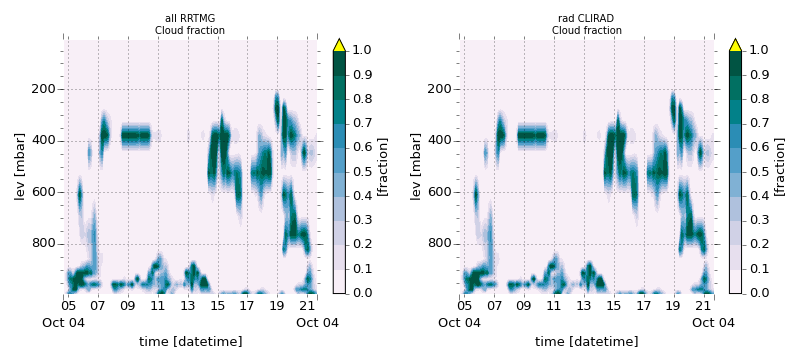 all RRTMG
Cloud fraction
lev [mbar]
200
400
600
800
05 07 09 11 13 15 17 19 21
Oct 04 Oct 04
time [datetime]
1.0
0.9
0.8
0.7
0.6
0.5
0.4
0.3
0.2
0.1
0.0
[fraction]
rad CLIRAD
Cloud fraction
lev [mbar]
200
400
600
800
05 07 09 11 13 15 17 19 21
Oct 04 Oct 04
time [datetime]
1.0
0.9
0.8
0.7
0.6
0.5
0.4
0.3
0.2
0.1
0.0
[fraction]